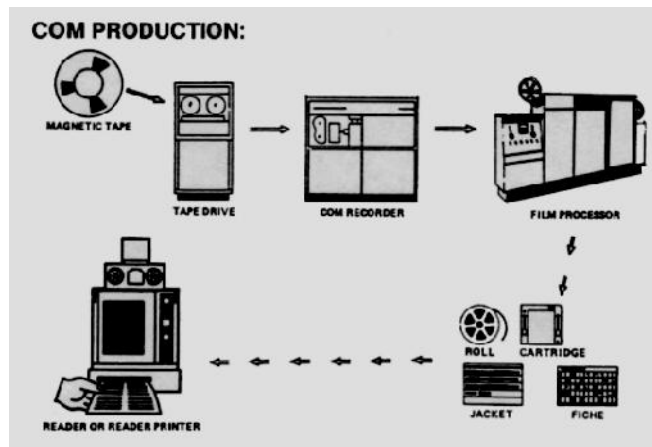 COM PRODUCTION:
MAGNETIC TAPE
TAPE DRIVE
COM RECORDER
FILM PROCESSOR
ROLL
CARTRIDGE
JACKET
FICHE
READER OR READER PRINTER